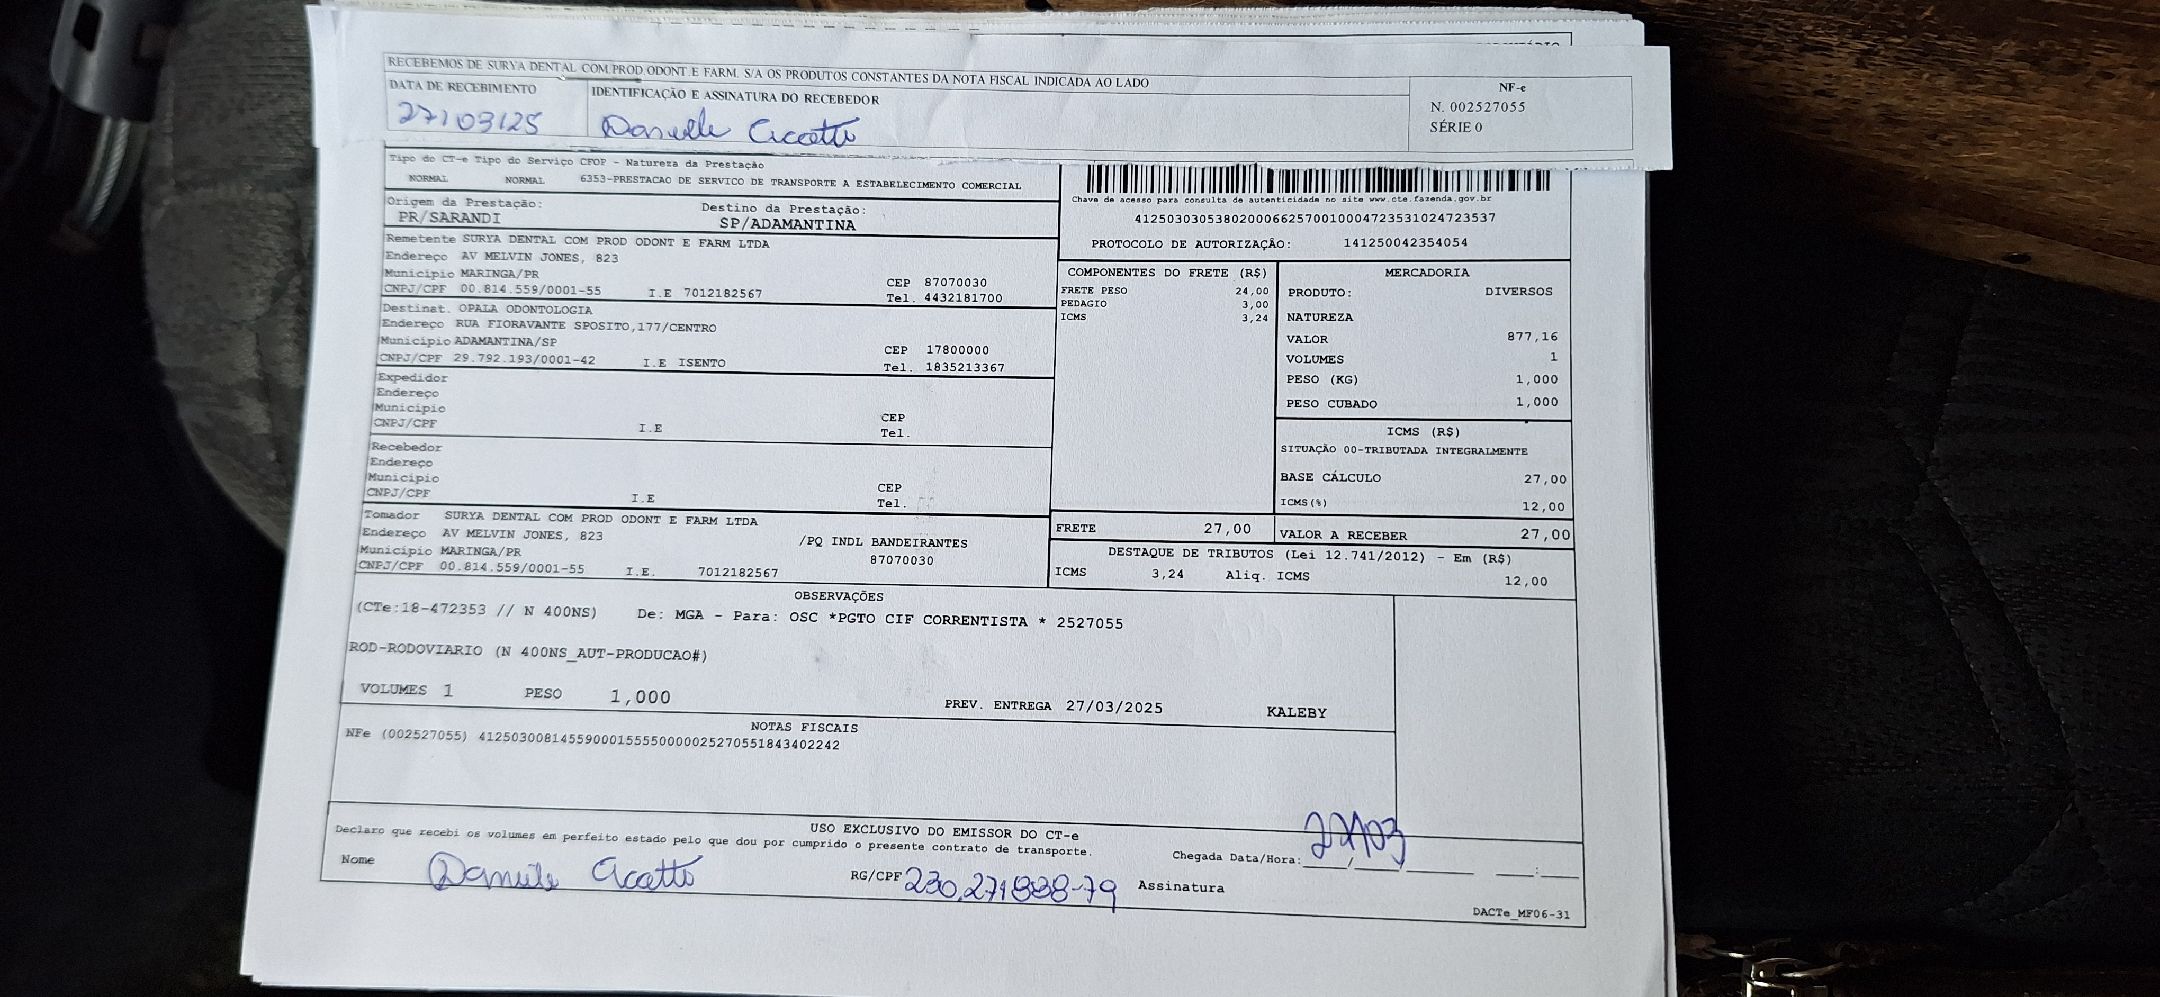 RECEBEMOS DE SURYA DENTAL COM.PROD.ODONT.E FARM. S/A OS PRODUTOS CONSTANTES DA NOTA FISCAL INDICADA AO LADO
DATA DE RECEBIMENTO
27/03/25
IDENTIFICAÇÃO E ASSINATURA DO RECEBEDOR
NF-e
N. 002527055
SÉRIE 0
Tipo do CT-e Tipo do Serviço CFOP - Natureza da Prestação
NORMAL NORMAL 6353-PRESTACAO DE SERVICO DE TRANSPORTE A ESTABELECIMENTO COMERCIAL
Origem da Prestação: Destino da Prestação:
PR/SARANDI SP/ADAMANTINA
Chave de acesso para consulta de autenticidade no site www.cte.fazenda.gov.br
41250303053802000662570010004723531024723537
PROTOCOLO DE AUTORIZAÇÃO: 141250042354054
Remetente SURYA DENTAL COM PROD ODONT E FARM LTDA
Endereço AV MELVIN JONES, 823
Municipio MARINGA/PR CEP 87070030
CNPJ/CPF 00.814.559/0001-55 I.E 7012182567 Tel. 4432181700
Destinat. OPALA ODONTOLOGIA
Endereço RUA FIORAVANTE SPOSITO,177/CENTRO
Municipio ADAMANTINA/SP CEP 17800000
CNPJ/CPF 29.792.193/0001-42 I.E ISENTO Tel. 1835213367
Expedidor
Endereço
Municipio CEP
CNPJ/CPF I.E Tel.
Recebedor
Endereço
Municipio CEP
CNPJ/CPF I.E Tel.
Tomador SURYA DENTAL COM PROD ODONT E FARM LTDA
Endereço AV MELVIN JONES, 823 /PQ INDL BANDEIRANTES
Municipio MARINGA/PR 87070030
CNPJ/CPF 00.814.559/0001-55 I.E. 7012182567
COMPONENTES DO FRETE (R$)
FRETE PESO 24,00
PEDAGIO 3,00
ICMS 3,24
MERCADORIA
PRODUTO: DIVERSOS
NATUREZA
VALOR 877,16
VOLUMES 1
PESO (KG) 1,000
PESO CUBADO 1,000
ICMS (R$)
SITUAÇÃO 00-TRIBUTADA INTEGRALMENTE
BASE CÁLCULO 27,00
ICMS(%) 12,00
FRETE 27,00 VALOR A RECEBER 27,00
DESTAQUE DE TRIBUTOS (Lei 12.741/2012) - Em (R$)
ICMS 3,24 Aliq. ICMS 12,00
OBSERVAÇÕES
(CTe:18-472353 // N 400NS) De: MGA - Para: OSC *PGTO CIF CORRENTISTA * 2527055
ROD-RODOVIARIO (N 400NS_AUT-PRODUCAO#)
VOLUMES 1 PESO 1,000 PREV. ENTREGA 27/03/2025 KALEBY
NOTAS FISCAIS
NFe (002527055) 41250300814559000155550000025270551843402242
USO EXCLUSIVO DO EMISSOR DO CT-e
Declaro que recebi os volumes em perfeito estado pelo que dou por cumprido o presente contrato de transporte.
Chegada Data/Hora: 27/03
Nome RG/CPF 230.271838-79 Assinatura
DACTe_MF06-31